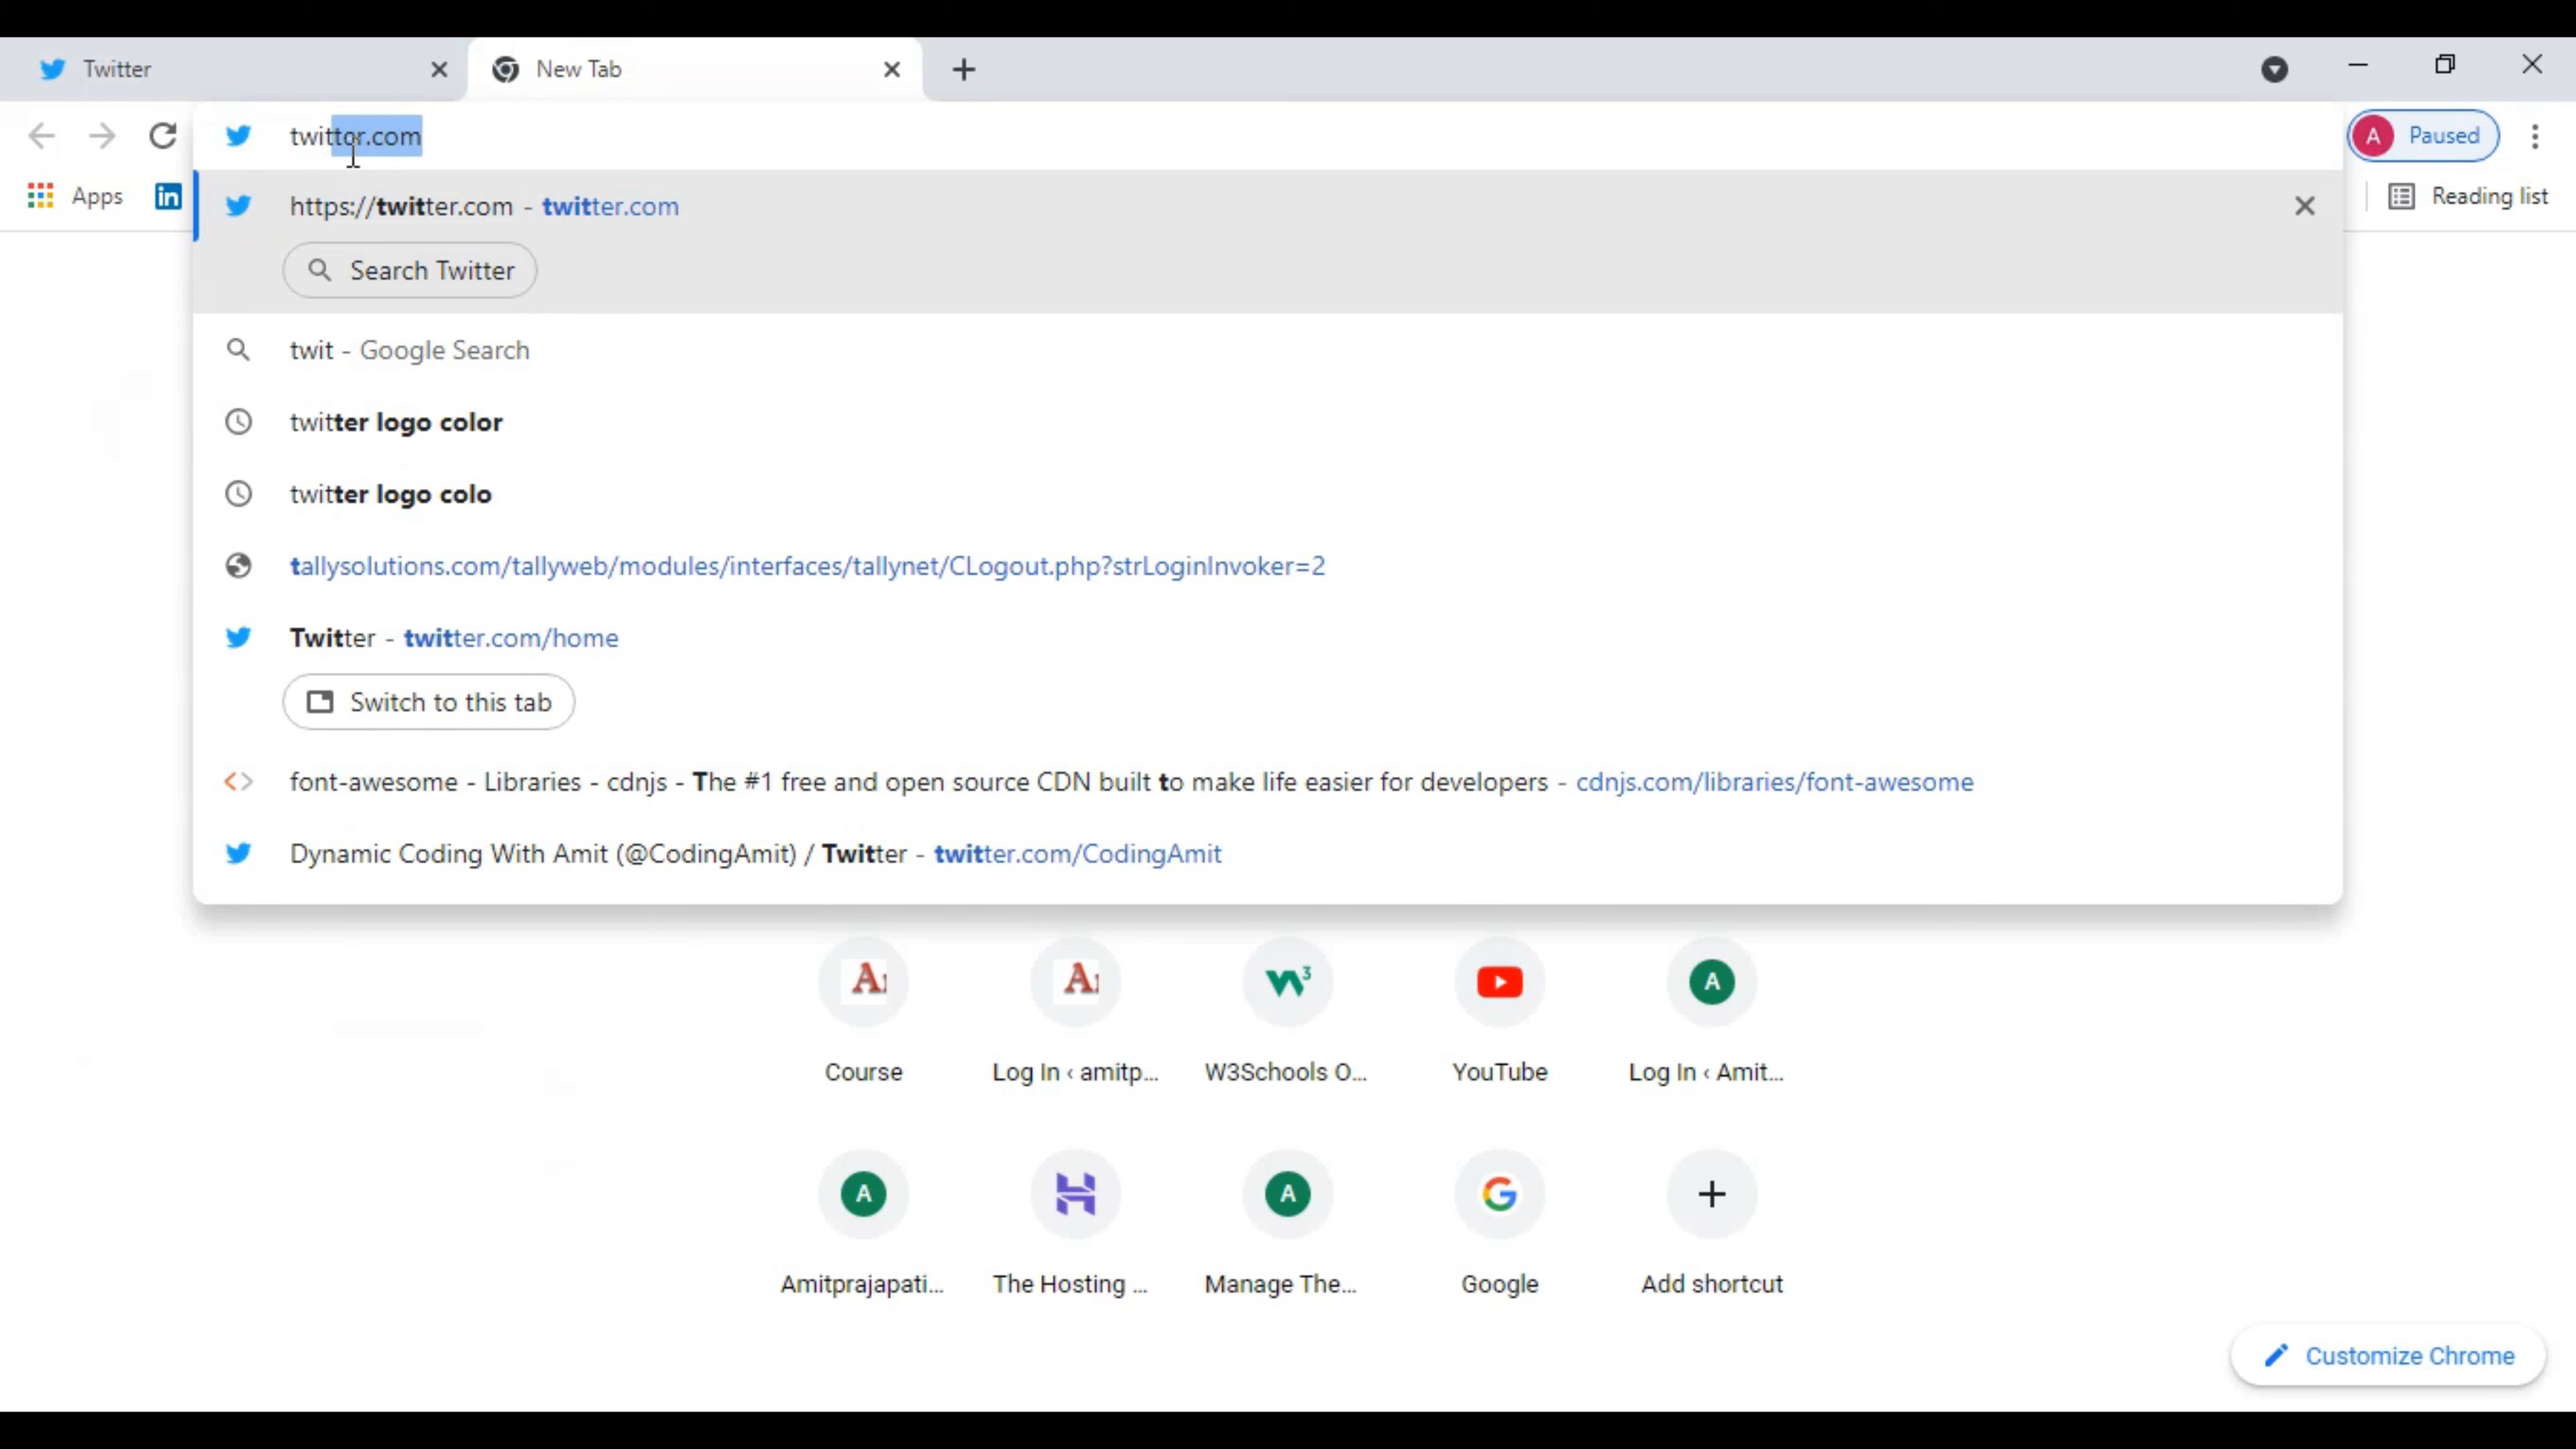 Twitter
New Tab
twitter.com
Paused
Apps
Reading list
https://twitter.com - twitter.com
Search Twitter
twit - Google Search
twitter logo color
twitter logo colo
tallysolutions.com/tallyweb/modules/interfaces/tallynet/CLogout.php?strLoginInvoker=2
Twitter - twitter.com/home
Switch to this tab
font-awesome - Libraries - cdnjs - The #1 free and open source CDN built to make life easier for developers - cdnjs.com/libraries/font-awesome
Dynamic Coding With Amit (@CodingAmit) / Twitter - twitter.com/CodingAmit
Course
Log In ‹ amitp...
W3Schools O...
YouTube
Log In ‹ Amit...
Amitprajapati...
The Hosting ...
Manage The...
Google
Add shortcut
Customize Chrome